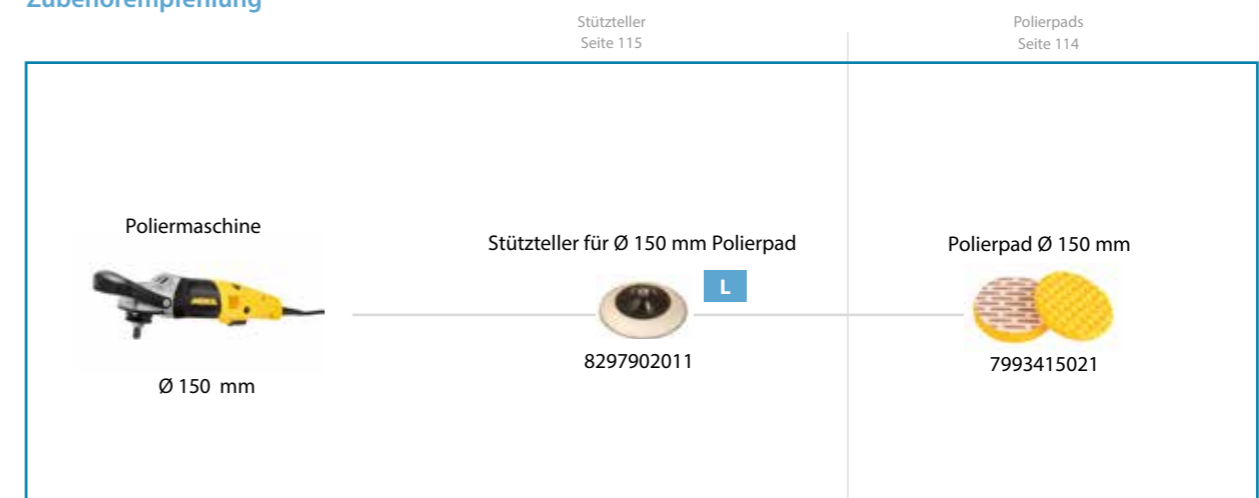 Zubehörempfehlung
Stützteller
Seite 115
Polierpads
Seite 114
Poliermaschine
Ø 150 mm
Stützteller für Ø 150 mm Polierpad
L
8297902011
Polierpad Ø 150 mm
7993415021